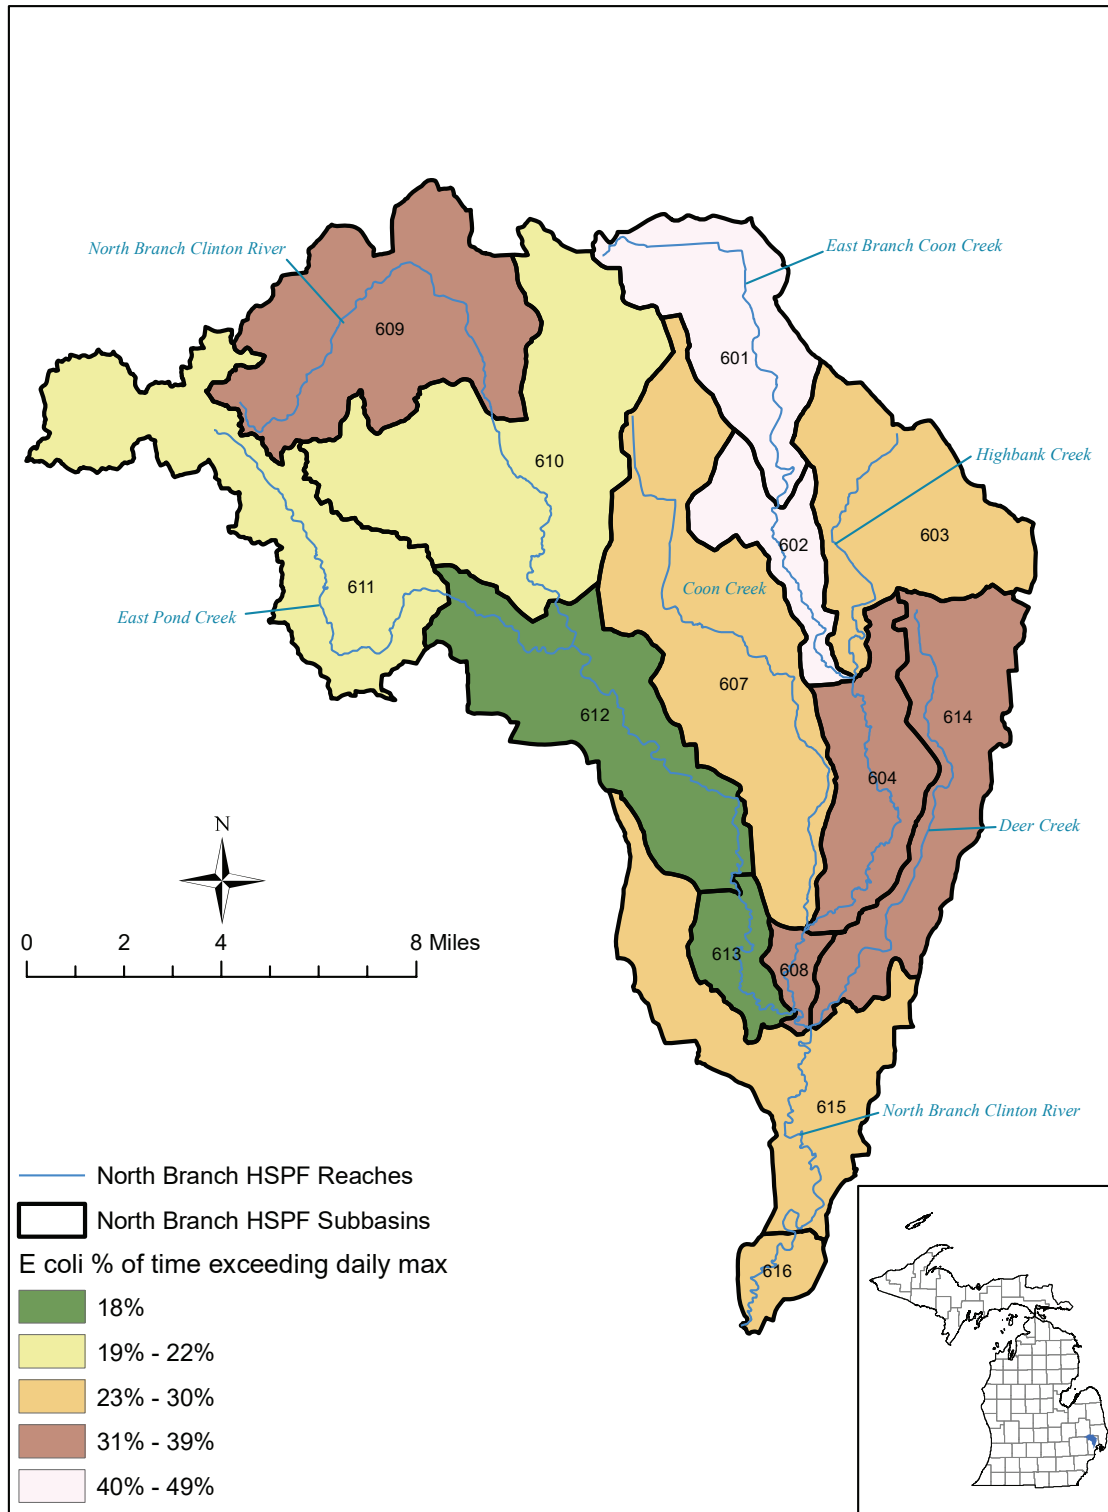 North Branch Clinton River
East Branch Coon Creek
609
601
610
Highbank Creek
603
602
611
Coon Creek
East Pond Creek
607
612
614
604
Deer Creek
N
0 2 4 8 Miles
613
608
615
North Branch Clinton River
616
North Branch HSPF Reaches
North Branch HSPF Subbasins
E coli % of time exceeding daily max
18%
19% - 22%
23% - 30%
31% - 39%
40% - 49%